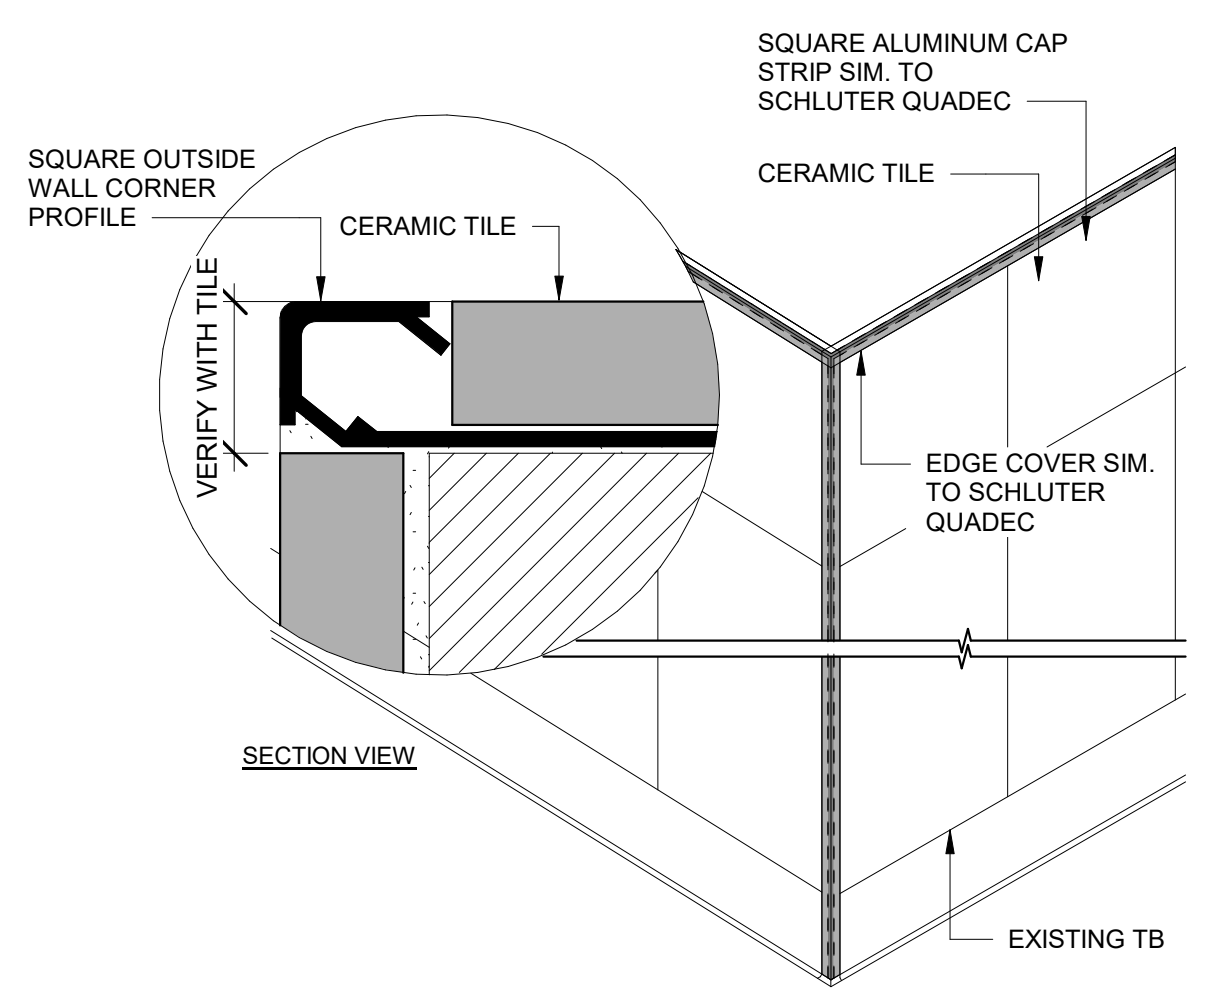 SQUARE ALUMINUM CAP
STRIP SIM. TO
SCHLUTER QUADEC
SQUARE OUTSIDE
WALL CORNER
PROFILE
CERAMIC TILE
CERAMIC TILE
VERIFY WITH TILE
EDGE COVER SIM.
TO SCHLUTER
QUADEC
SECTION VIEW
EXISTING TB